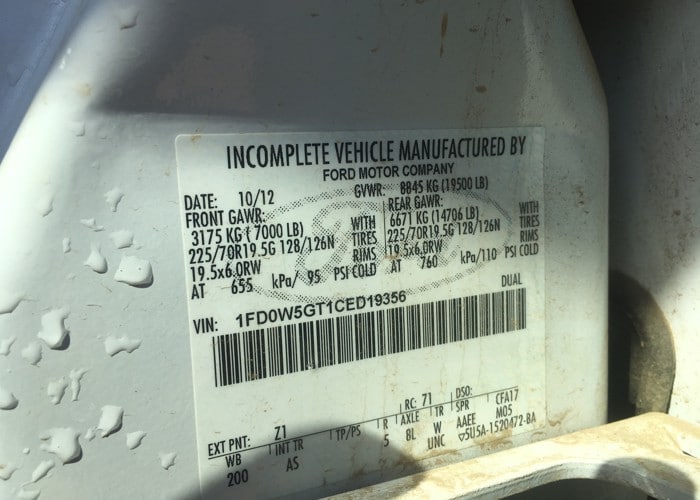 INCOMPLETE VEHICLE MANUFACTURED BY
FORD MOTOR COMPANY
DATE: 10/12 GVWR: 8845 KG (19500 LB)
FRONT GAWR: REAR GAWR:
3175 KG ( 7000 LB) WITH 6671 KG (14706 LB) WITH
225/70R19.5G 128/126N TIRES 225/70R19.5G 128/126N TIRES
19.5x6.0RW RIMS 19.5x6.0RW RIMS
AT 655 kPa/ 95 PSI COLD AT 760 kPa/110 PSI COLD
DUAL
VIN: 1FD0W5GT1CED19356
EXT PNT: Z1 RC: 71 DSO:
WB INT TR TP/PS R AXLE TR SPR CFA17
200 AS 5 BL W AAEE M05
UNC 5U5A-1520472-BA